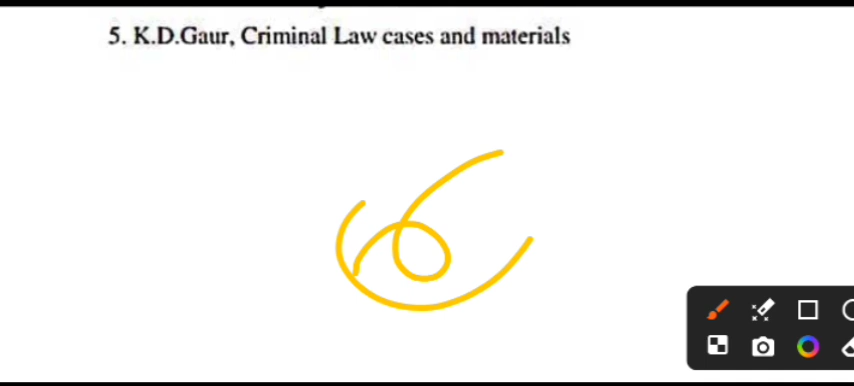 5. K.D.Gaur, Criminal Law cases and materials